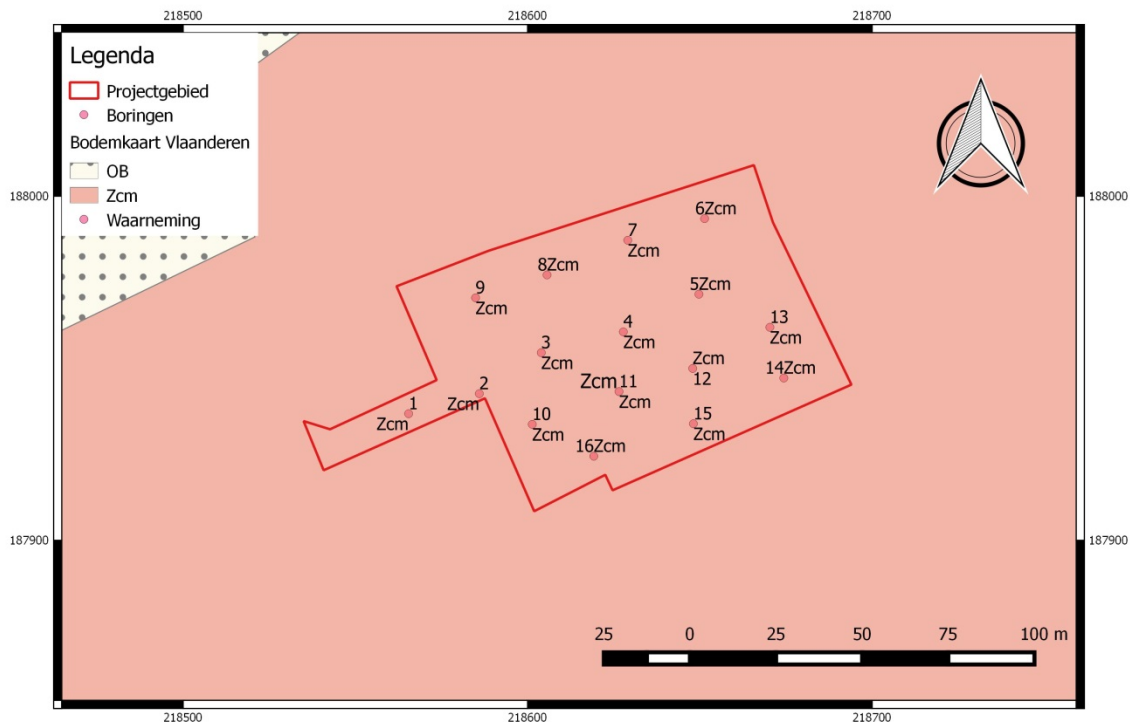 218500
218600
218700
Legenda
Projectgebied
Boringen
Bodemkaart Vlaanderen
OB
Zcm
Waarneming
188000
188000
6Zcm
7
Zcm
8Zcm
5Zcm
9
Zcm
13
Zcm
4
Zcm
3
Zcm
Zcm
12
14Zcm
Zcm
11
Zcm
2
Zcm
1
Zcm
10
Zcm
15
Zcm
16Zcm
187900
187900
25 0 25 50 75 100 m
218500
218600
218700